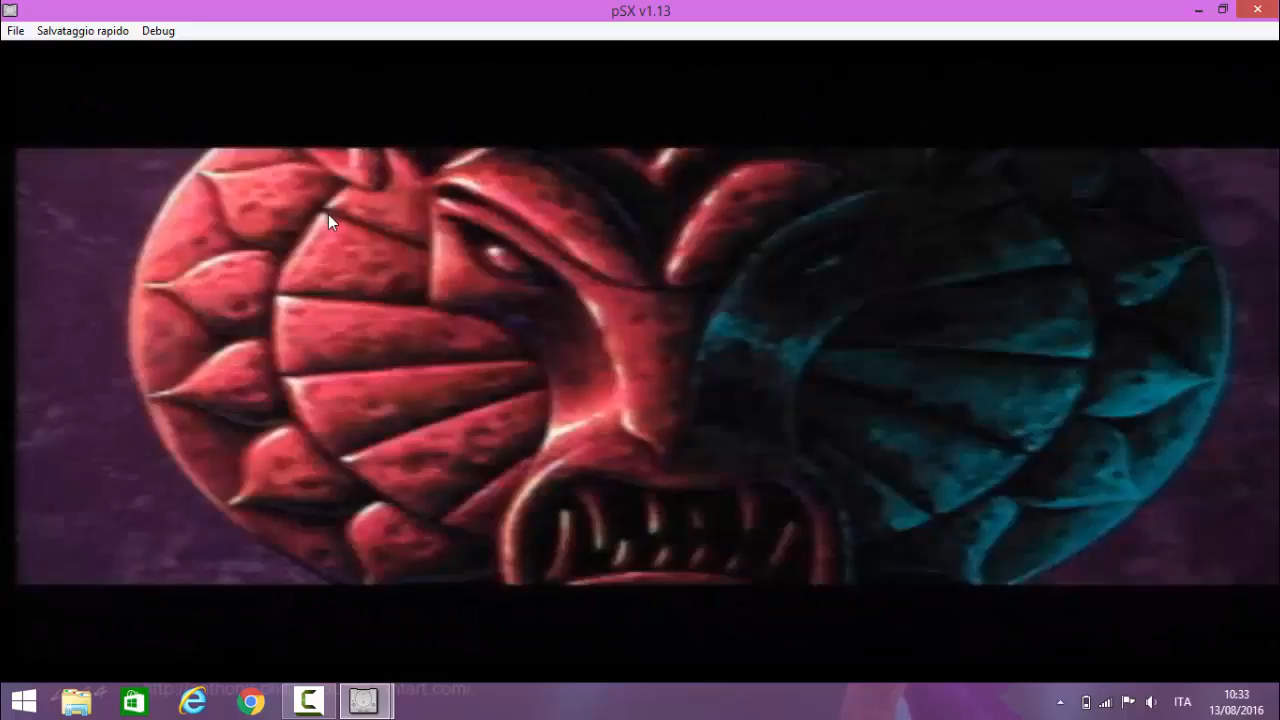 pSX v1.13
File Salvataggio rapido Debug
ITA
10:33
13/08/2016